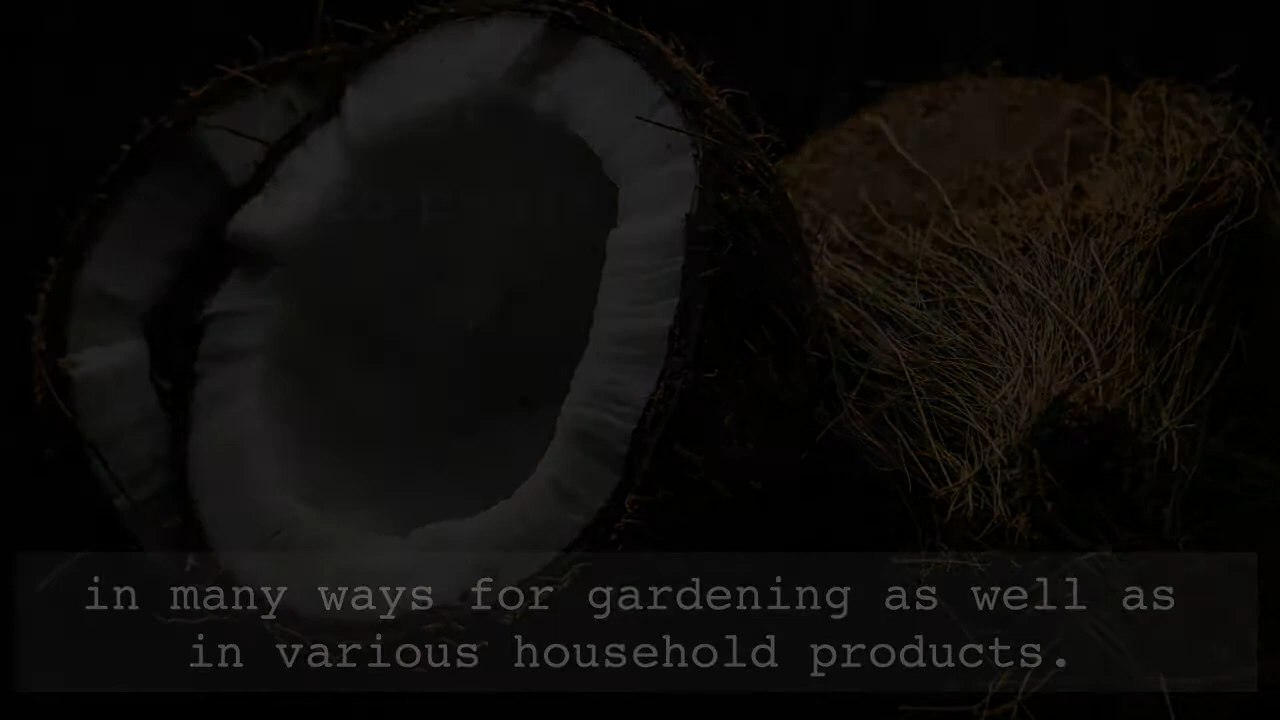 in many ways for gardening as well as
in various household products.